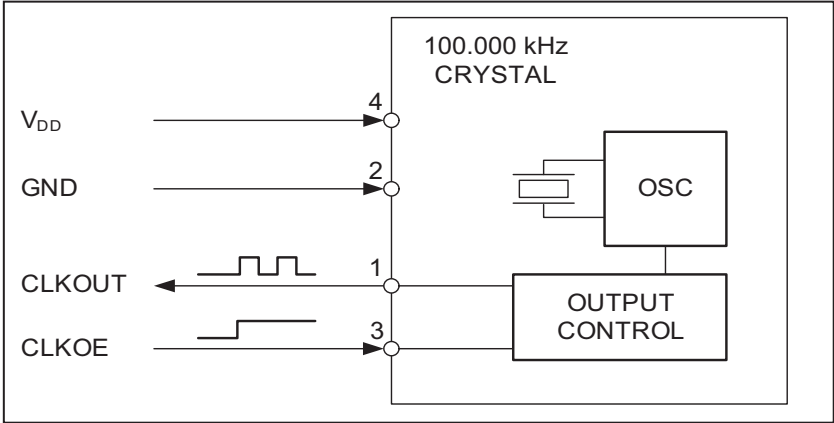 100.000 kHz
CRYSTAL
VDD
4
GND
2
OSC
CLKOUT
1
OUTPUT
CONTROL
CLKOE
3